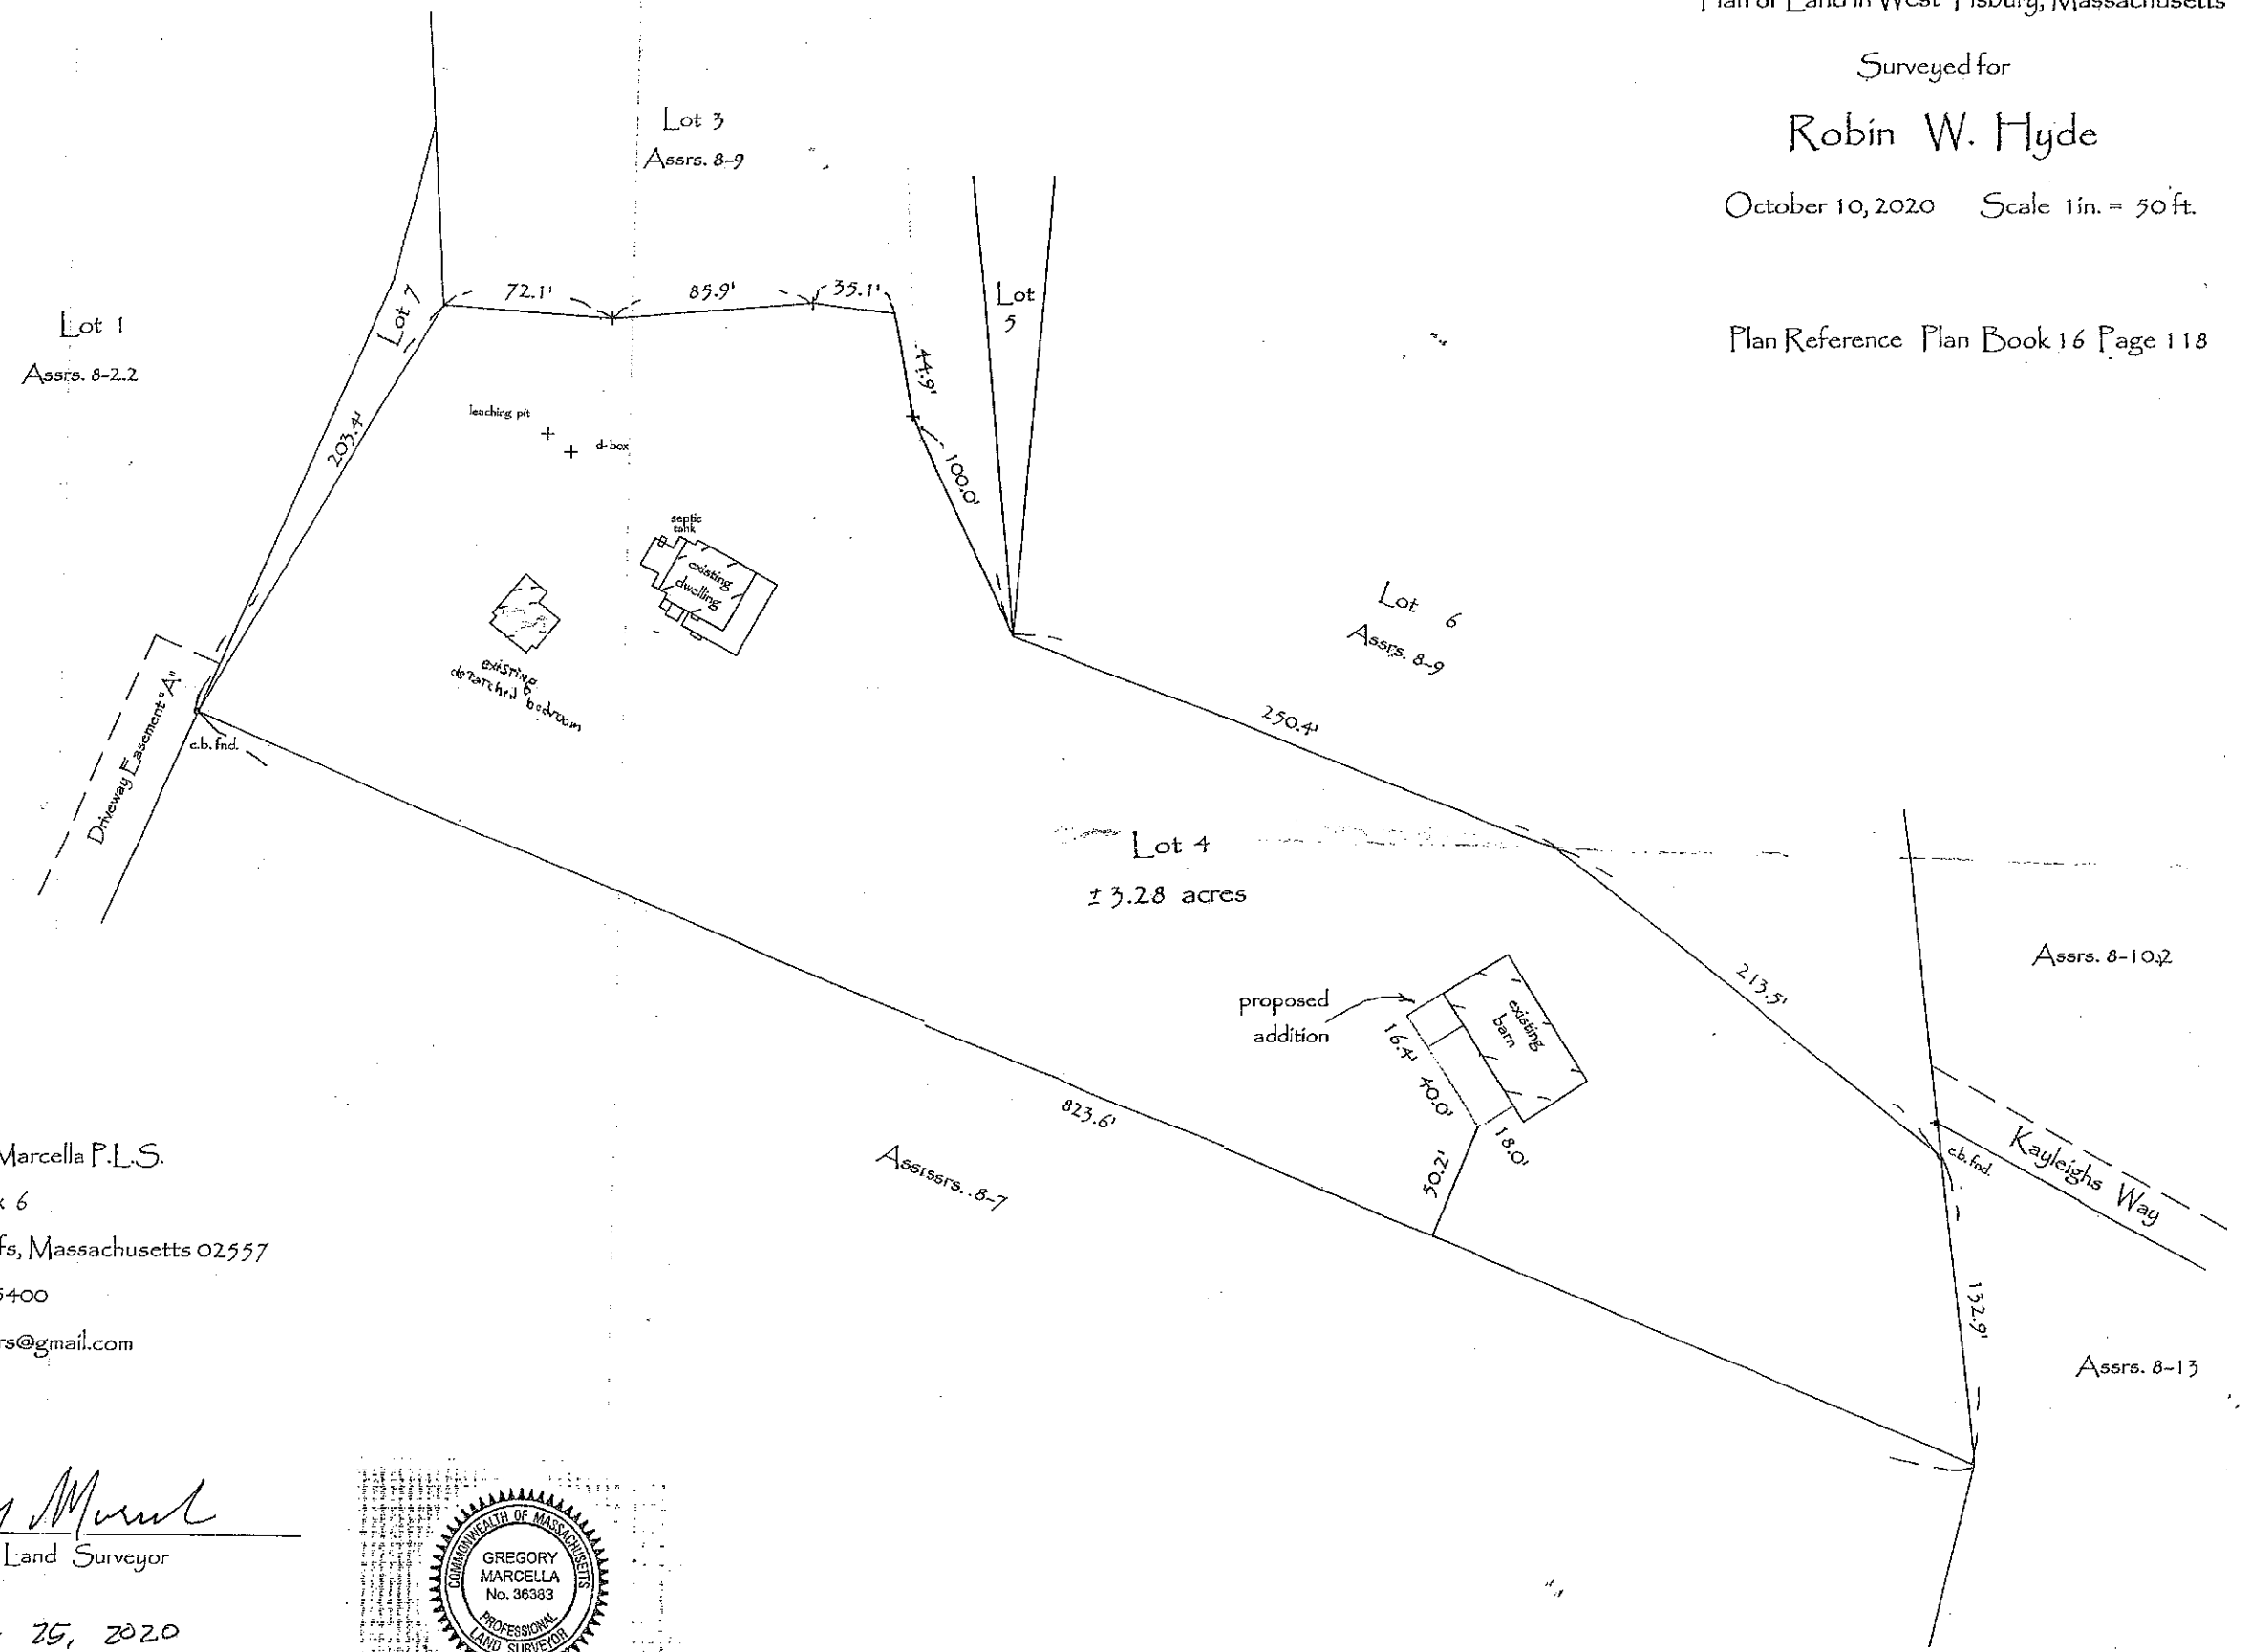 Plan of Land in West Tisbury, Massachusetts
Surveyed for
Robin W. Hyde
October 10, 2020 Scale 1in. = 50 ft.
Plan Reference Plan Book 16 Page 118
Lot 3
Assrs. 8-9
Lot 1
Assrs. 8-2.2
Lot 7
72.1'
85.9'
35.1'
Lot
5
44.9'
100.0'
203.4'
leaching pit
d-box
septic
tank
existing
dwelling
existing
detatched bedroom
Lot 6
Assrs. 8-9
Driveway Easement "A"
c.b. fnd.
250.4'
Lot 4
± 3.28 acres
213.5'
Assrs. 8-10.2
proposed
addition
existing
barn
16.4' 40.0'
18.0'
50.2'
823.6'
Assrssrs. .8-7
c.b. fnd.
Kayleighs Way
132.9'
Assrs. 8-13
Marcella P.L.S.
6
fs, Massachusetts 02557
5400
rs@gmail.com
Land Surveyor
25, 2020
COMMONWEALTH OF MASSACHUSETTS
GREGORY
MARCELLA
No. 36383
PROFESSIONAL
LAND SURVEYOR